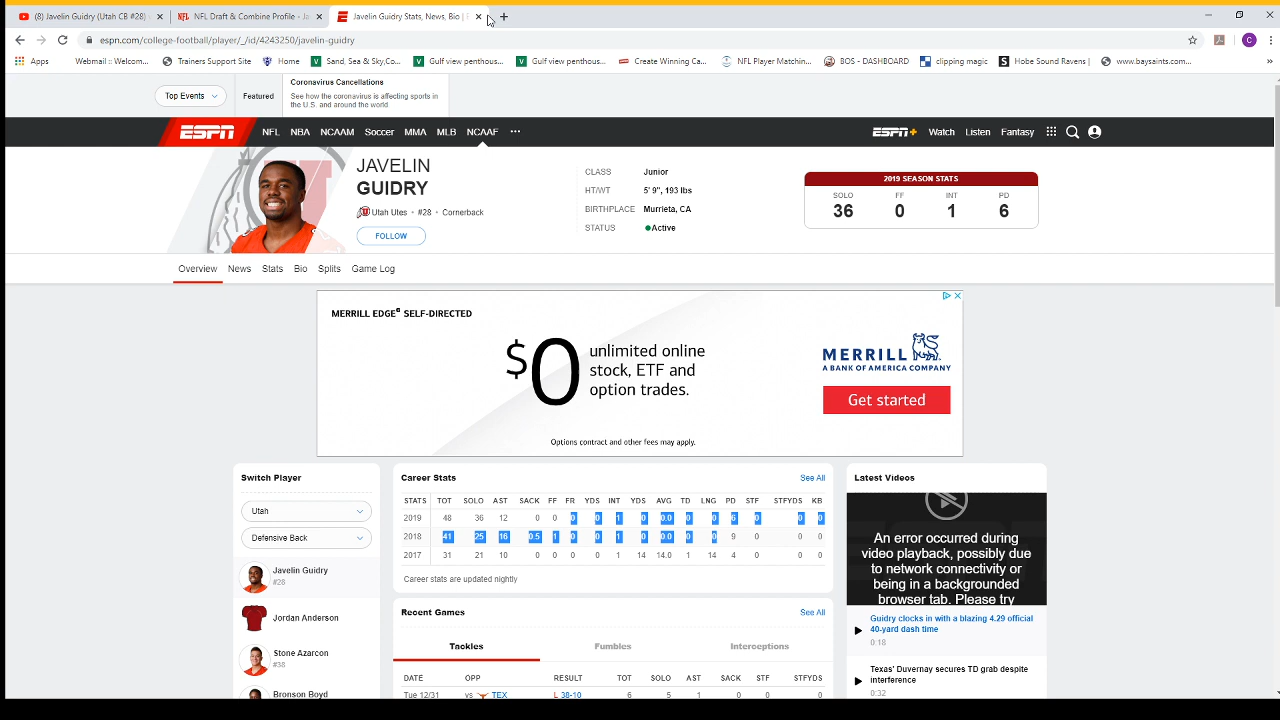 (8) Javelin Guidry (Utah CB #28)
NFL Draft & Combine Profile - Ja
Javelin Guidry Stats, News, Bio |
espn.com/college-football/player/_/id/4243250/javelin-guidry
C
Apps
Webmail :: Welcom...
Trainers Support Site
Home
Sand, Sea & Sky,Co...
Gulf view penthous...
Gulf view penthous...
Create Winning Ca...
NFL Player Matchin...
BOS - DASHBOARD
clipping magic
Hobe Sound Ravens |
www.baysaints.com...
»
Top Events
Featured
Coronavirus Cancellations
See how the coronavirus is affecting sports
in the U.S. and around the world
ESPN
NFL NBA NCAAM Soccer MMA MLB NCAAF ...
ESPN+ Watch Listen Fantasy
JAVELIN
GUIDRY
Utah Utes • #28 • Cornerback
FOLLOW
CLASS Junior
HT/WT 5' 9", 193 lbs
BIRTHPLACE Murrieta, CA
STATUS Active
2019 SEASON STATS
SOLO FF INT PD
36 0 1 6
Overview News Stats Bio Splits Game Log
MERRILL EDGE® SELF-DIRECTED
$0
unlimited online
stock, ETF and
option trades.
Options contract and other fees may apply.
MERRILL
A BANK OF AMERICA COMPANY
Get started
Switch Player
Utah
Defensive Back
Javelin Guidry
#28
Jordan Anderson
Stone Azarcon
#38
Bronson Boyd
Career Stats
See All
STATS TOT SOLO AST SACK FF FR YDS INT YDS AVG TD LNG PD STF STFYDS KB
2019 48 36 12 0 0 0 0 1 0 0.0 0 0 6 0 0 0
2018 41 25 16 0.5 1 0 0 1 0 0.0 0 0 9 0 0 0
2017 31 21 10 0 0 0 0 1 14 14.0 1 14 4 0 0 0
Career stats are updated nightly
Recent Games
See All
Tackles Fumbles Interceptions
DATE OPP RESULT TOT SOLO AST SACK STF STFYDS
Tue 12/31 vs TEX L 38-10 6 5 1 0 0 0
Latest Videos
An error occurred during
video playback, possibly due
to network connectivity or
being in a backgrounded
browser tab. Please try
Guidry clocks in with a blazing 4.29 official
40-yard dash time
0:18
Texas' Duvernay secures TD grab despite
interference
0:32